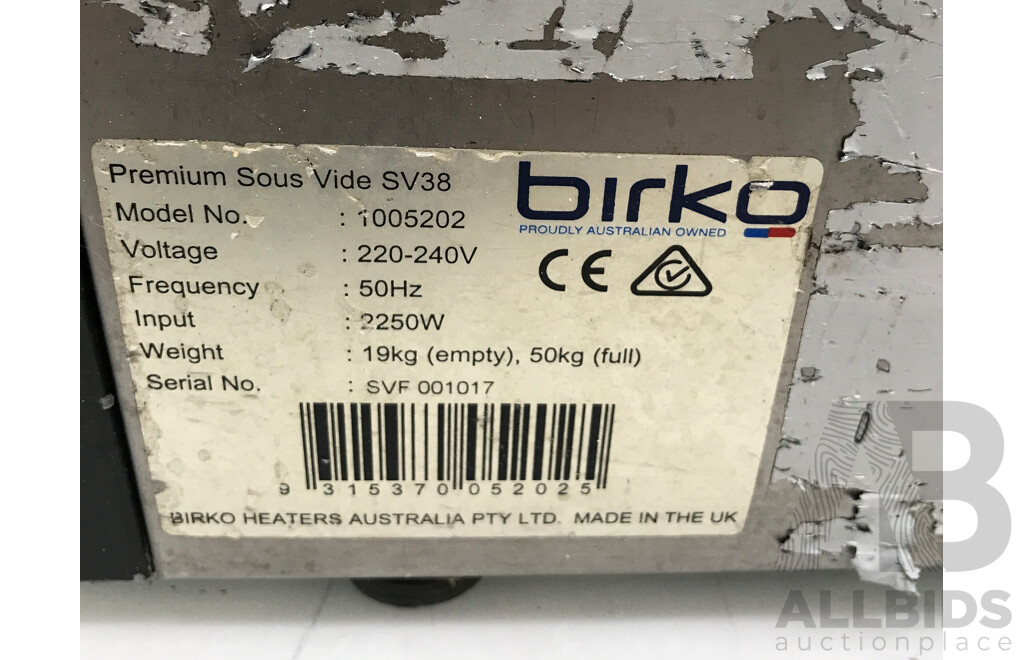 Premium Sous Vide SV38
birko
PROUDLY AUSTRALIAN OWNED
Model No. : 1005202
Voltage : 220-240V
CE
Frequency : 50Hz
Input : 2250W
Weight : 19kg (empty), 50kg (full)
Serial No. : SVF 001017
9 315370 052025
BIRKO HEATERS AUSTRALIA PTY LTD. MADE IN THE UK
B
ALLBIDS
auctionplace